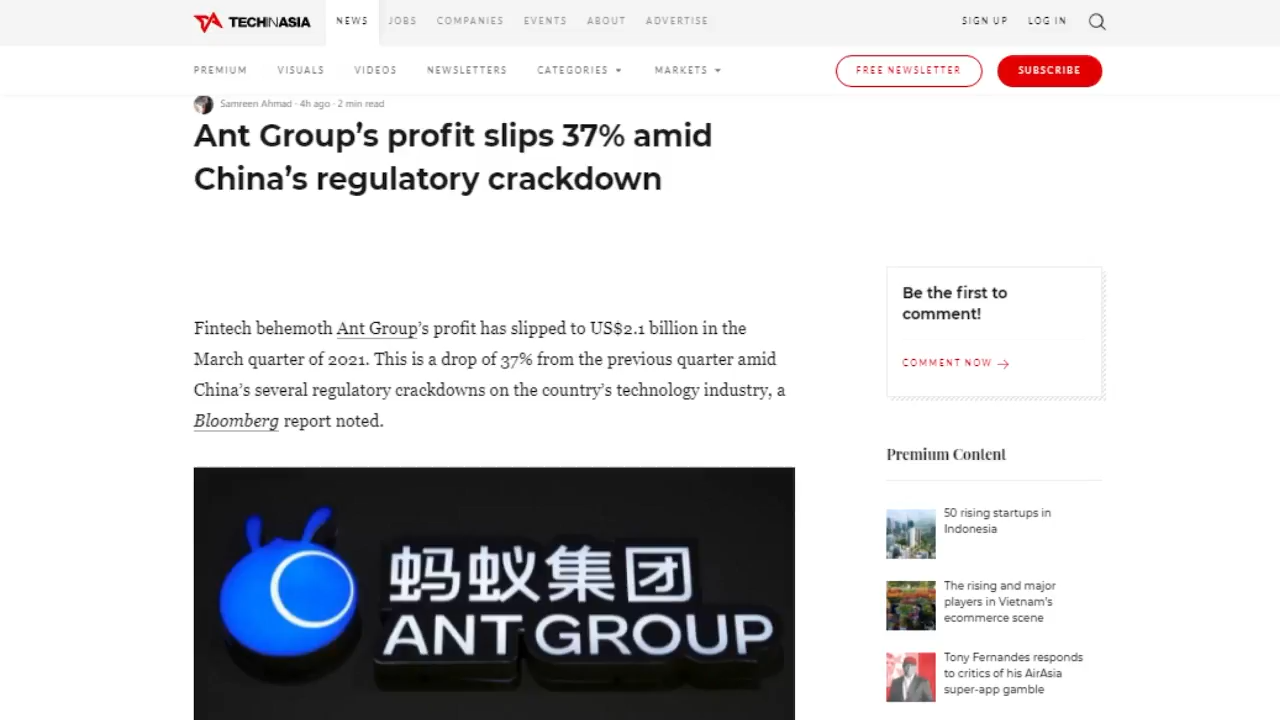 TECHINASIA
NEWS
JOBS
COMPANIES
EVENTS
ABOUT
ADVERTISE
SIGN UP
LOG IN
PREMIUM
VISUALS
VIDEOS
NEWSLETTERS
CATEGORIES
MARKETS
FREE NEWSLETTER
SUBSCRIBE
Samreen Ahmad · 4h ago · 2 min read
Ant Group’s profit slips 37% amid
China’s regulatory crackdown
Fintech behemoth Ant Group’s profit has slipped to US$2.1 billion in the
March quarter of 2021. This is a drop of 37% from the previous quarter amid
China’s several regulatory crackdowns on the country’s technology industry, a
Bloomberg report noted.
蚂蚁集团
ANT GROUP
Be the first to
comment!
COMMENT NOW
Premium Content
50 rising startups in
Indonesia
The rising and major
players in Vietnam's
ecommerce scene
Tony Fernandes responds
to critics of his AirAsia
super-app gamble